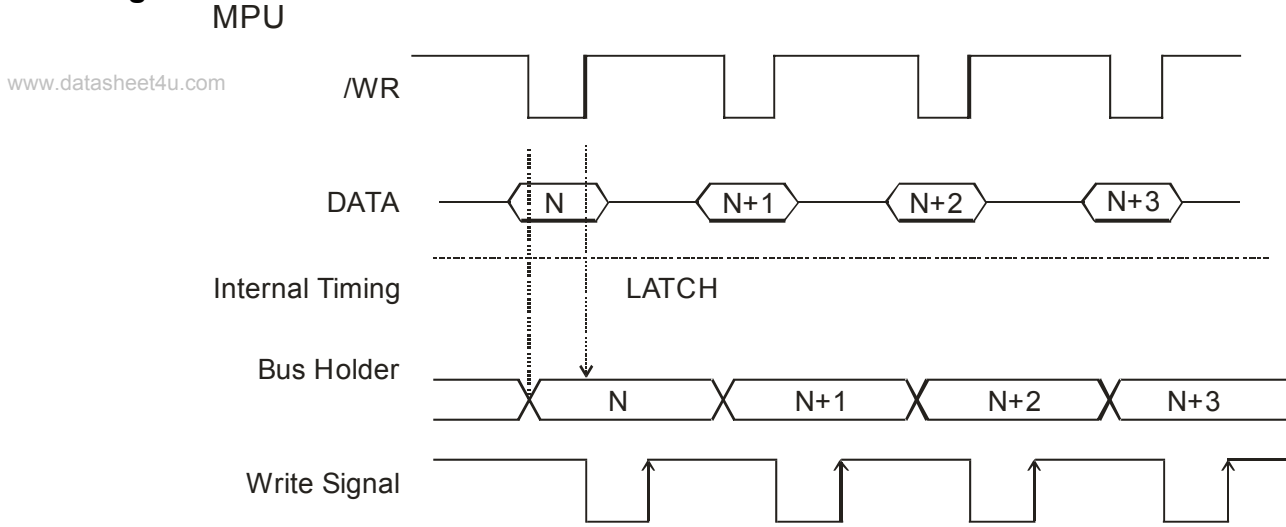 MPU
www.datasheet4u.com
/WR
DATA
N
N+1
N+2
N+3
Internal Timing
LATCH
Bus Holder
N
N+1
N+2
N+3
Write Signal